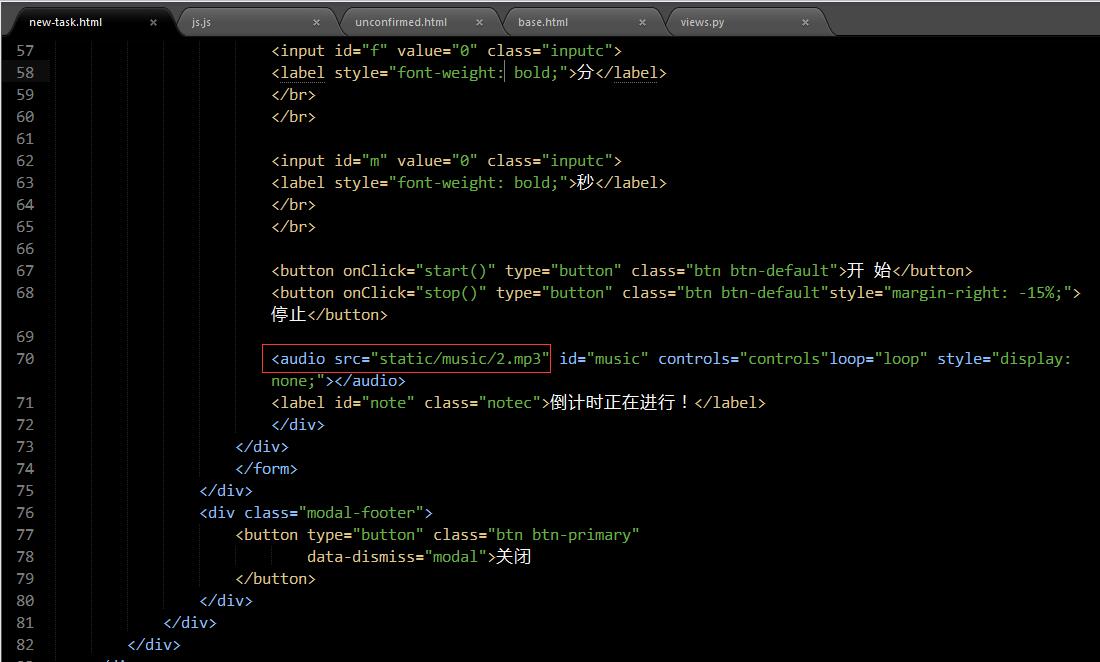 new-task.html × js.js × unconfirmed.html × base.html × views.py ×
57 <input id="f" value="0" class="inputc">
58 <label style="font-weight: bold;">分</label>
59 </br>
60 </br>
61
62 <input id="m" value="0" class="inputc">
63 <label style="font-weight: bold;">秒</label>
64 </br>
65 </br>
66
67 <button onClick="start()" type="button" class="btn btn-default">开 始</button>
68 <button onClick="stop()" type="button" class="btn btn-default"style="margin-right: -15%;">
停止</button>
69
70 <audio src="static/music/2.mp3" id="music" controls="controls"loop="loop" style="display:
none;"></audio>
71 <label id="note" class="notec">倒计时正在进行！</label>
72 </div>
73 </div>
74 </form>
75 </div>
76 <div class="modal-footer">
77 <button type="button" class="btn btn-primary"
78 data-dismiss="modal">关闭
79 </button>
80 </div>
81 </div>
82 </div>